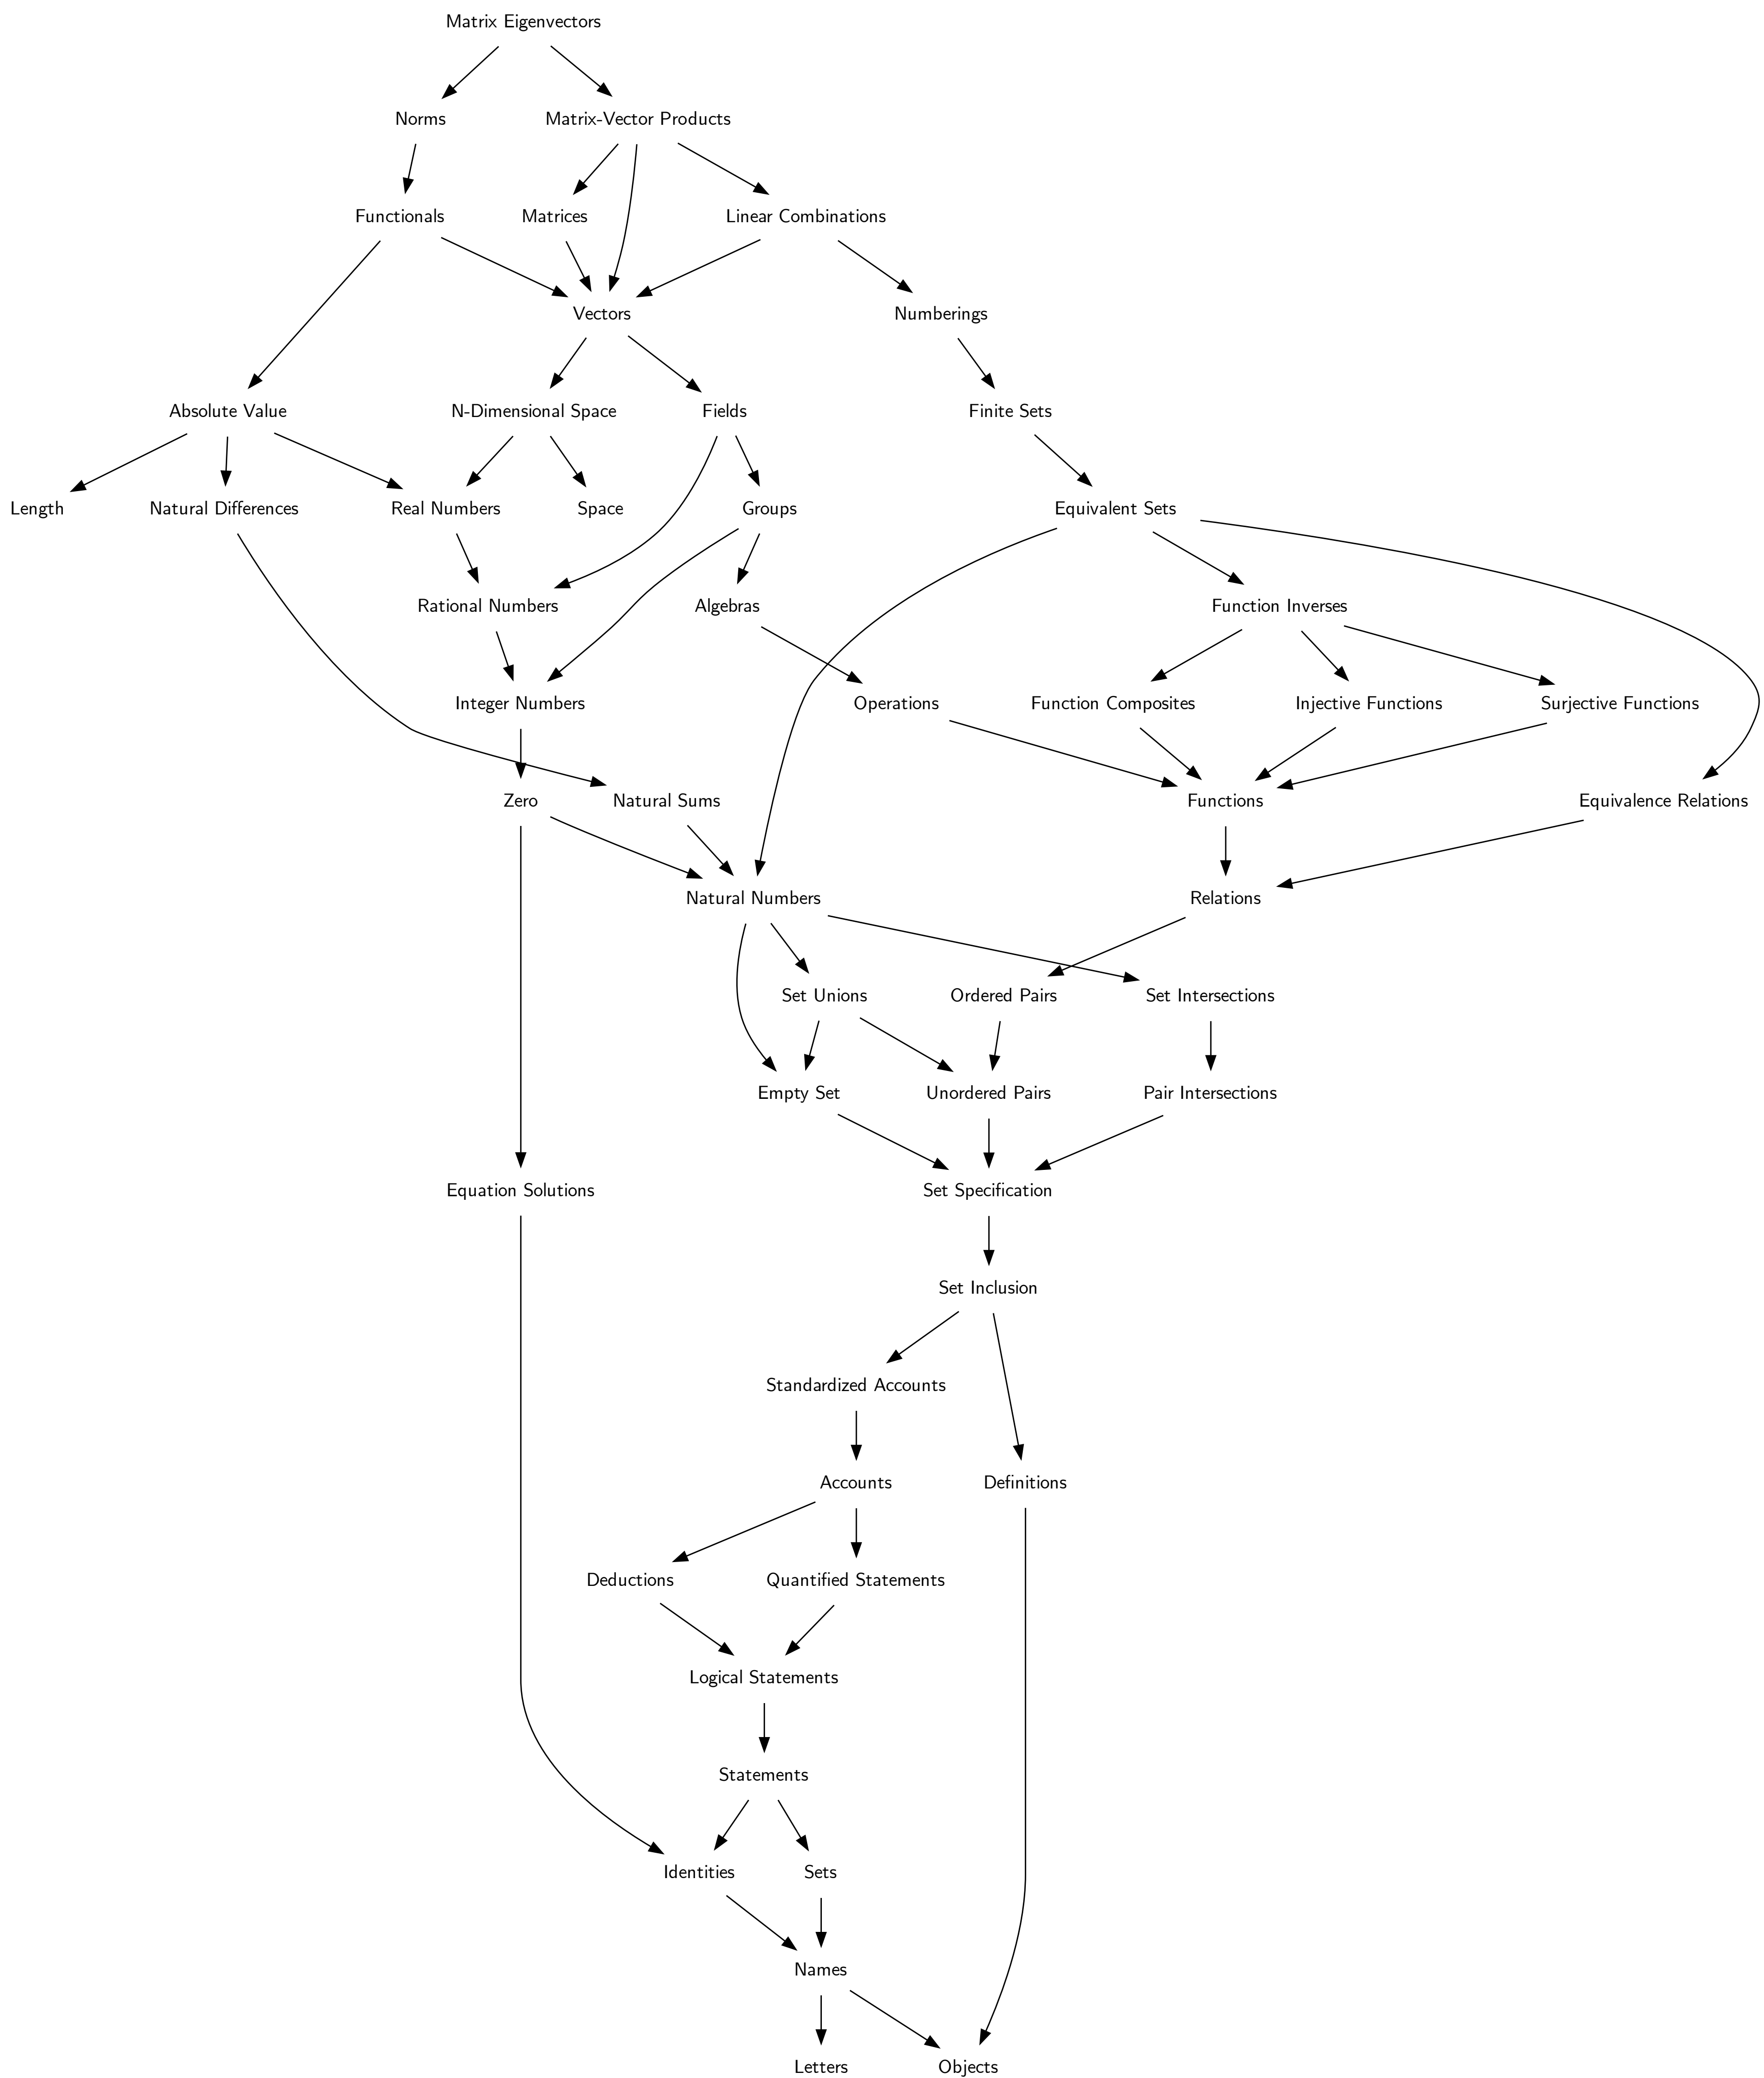 Matrix Eigenvectors
Norms
Matrix-Vector Products
Functionals
Matrices
Linear Combinations
Vectors
Numberings
Absolute Value
N-Dimensional Space
Fields
Finite Sets
Length
Natural Differences
Real Numbers
Space
Groups
Equivalent Sets
Rational Numbers
Algebras
Function Inverses
Integer Numbers
Operations
Function Composites
Injective Functions
Surjective Functions
Zero
Natural Sums
Functions
Equivalence Relations
Natural Numbers
Relations
Set Unions
Ordered Pairs
Set Intersections
Empty Set
Unordered Pairs
Pair Intersections
Equation Solutions
Set Specification
Set Inclusion
Standardized Accounts
Accounts
Definitions
Deductions
Quantified Statements
Logical Statements
Statements
Identities
Sets
Names
Letters
Objects